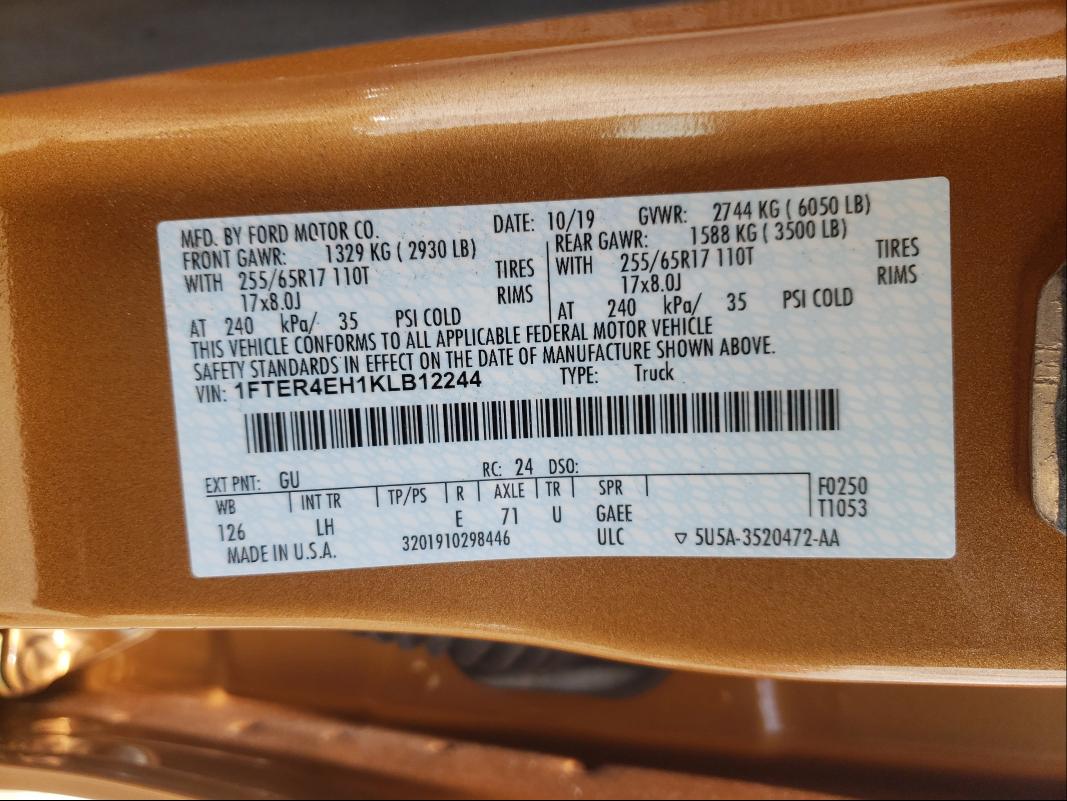 MFD. BY FORD MOTOR CO. DATE: 10/19 GVWR: 2744 KG ( 6050 LB)
FRONT GAWR: 1329 KG ( 2930 LB) REAR GAWR: 1588 KG ( 3500 LB)
WITH 255/65R17 110T TIRES WITH 255/65R17 110T TIRES
17x8.0J RIMS 17x8.0J RIMS
AT 240 kPa/ 35 PSI COLD AT 240 kPa/ 35 PSI COLD
THIS VEHICLE CONFORMS TO ALL APPLICABLE FEDERAL MOTOR VEHICLE
SAFETY STANDARDS IN EFFECT ON THE DATE OF MANUFACTURE SHOWN ABOVE.
VIN: 1FTER4EH1KLB12244 TYPE: Truck
EXT PNT: GU RC: 24 DSO:
WB INT TR TP/PS R AXLE TR SPR F0250
126 LH E 71 U GAEE T1053
MADE IN U.S.A. 3201910298446 ULC ▽ 5U5A-3520472-AA